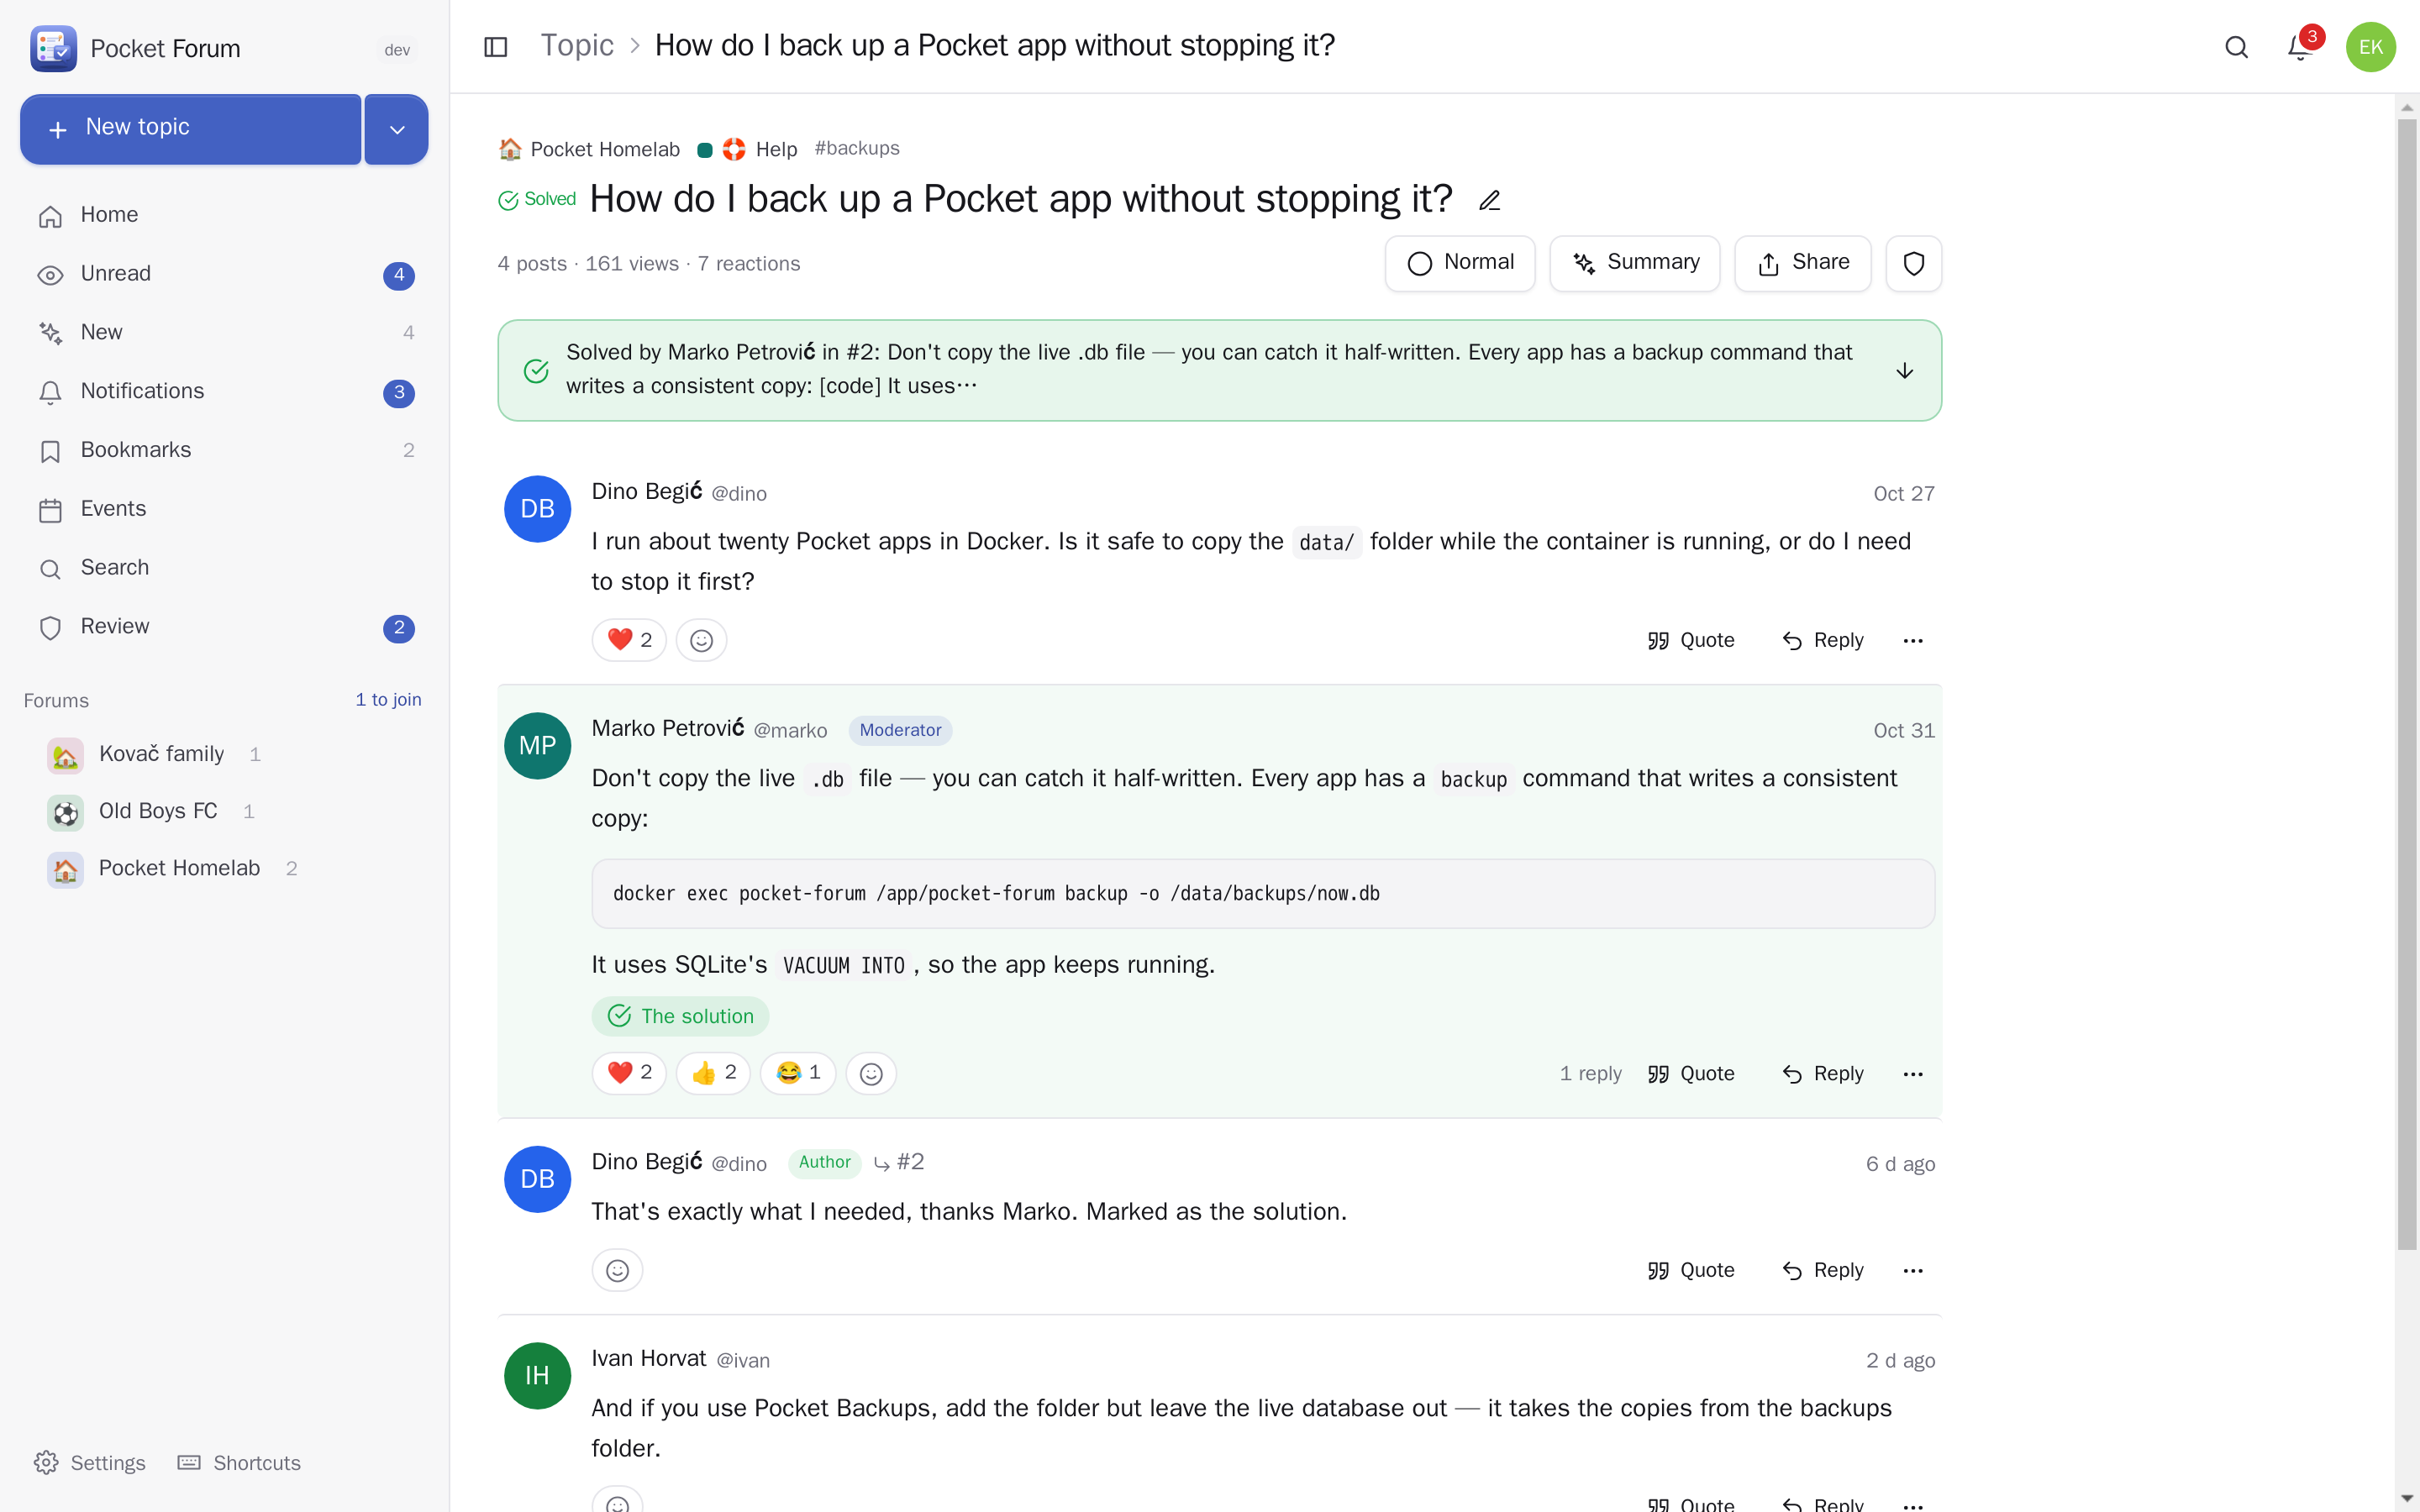 Pocket Forum dev
New topic
Home
Unread 4
New 4
Notifications 3
Bookmarks 2
Events
Search
Review 2
Forums 1 to join
Kovač family 1
Old Boys FC 1
Pocket Homelab 2
Settings Shortcuts
Topic How do I back up a Pocket app without stopping it? 3 EK
Pocket Homelab Help #backups
Solved How do I back up a Pocket app without stopping it?
4 posts · 161 views · 7 reactions Normal Summary Share
Solved by Marko Petrović in #2: Don't copy the live .db file — you can catch it half-written. Every app has a backup command that
writes a consistent copy: [code] It uses…
DB Dino Begić @dino Oct 27
I run about twenty Pocket apps in Docker. Is it safe to copy the data/ folder while the container is running, or do I need
to stop it first?
2 Quote Reply
MP Marko Petrović @marko Moderator Oct 31
Don't copy the live .db file — you can catch it half-written. Every app has a backup command that writes a consistent
copy:
docker exec pocket-forum /app/pocket-forum backup -o /data/backups/now.db
It uses SQLite's VACUUM INTO, so the app keeps running.
The solution
2 2 1 1 reply Quote Reply
DB Dino Begić @dino Author #2 6 d ago
That's exactly what I needed, thanks Marko. Marked as the solution.
Quote Reply
IH Ivan Horvat @ivan 2 d ago
And if you use Pocket Backups, add the folder but leave the live database out — it takes the copies from the backups
folder.
Quote Reply